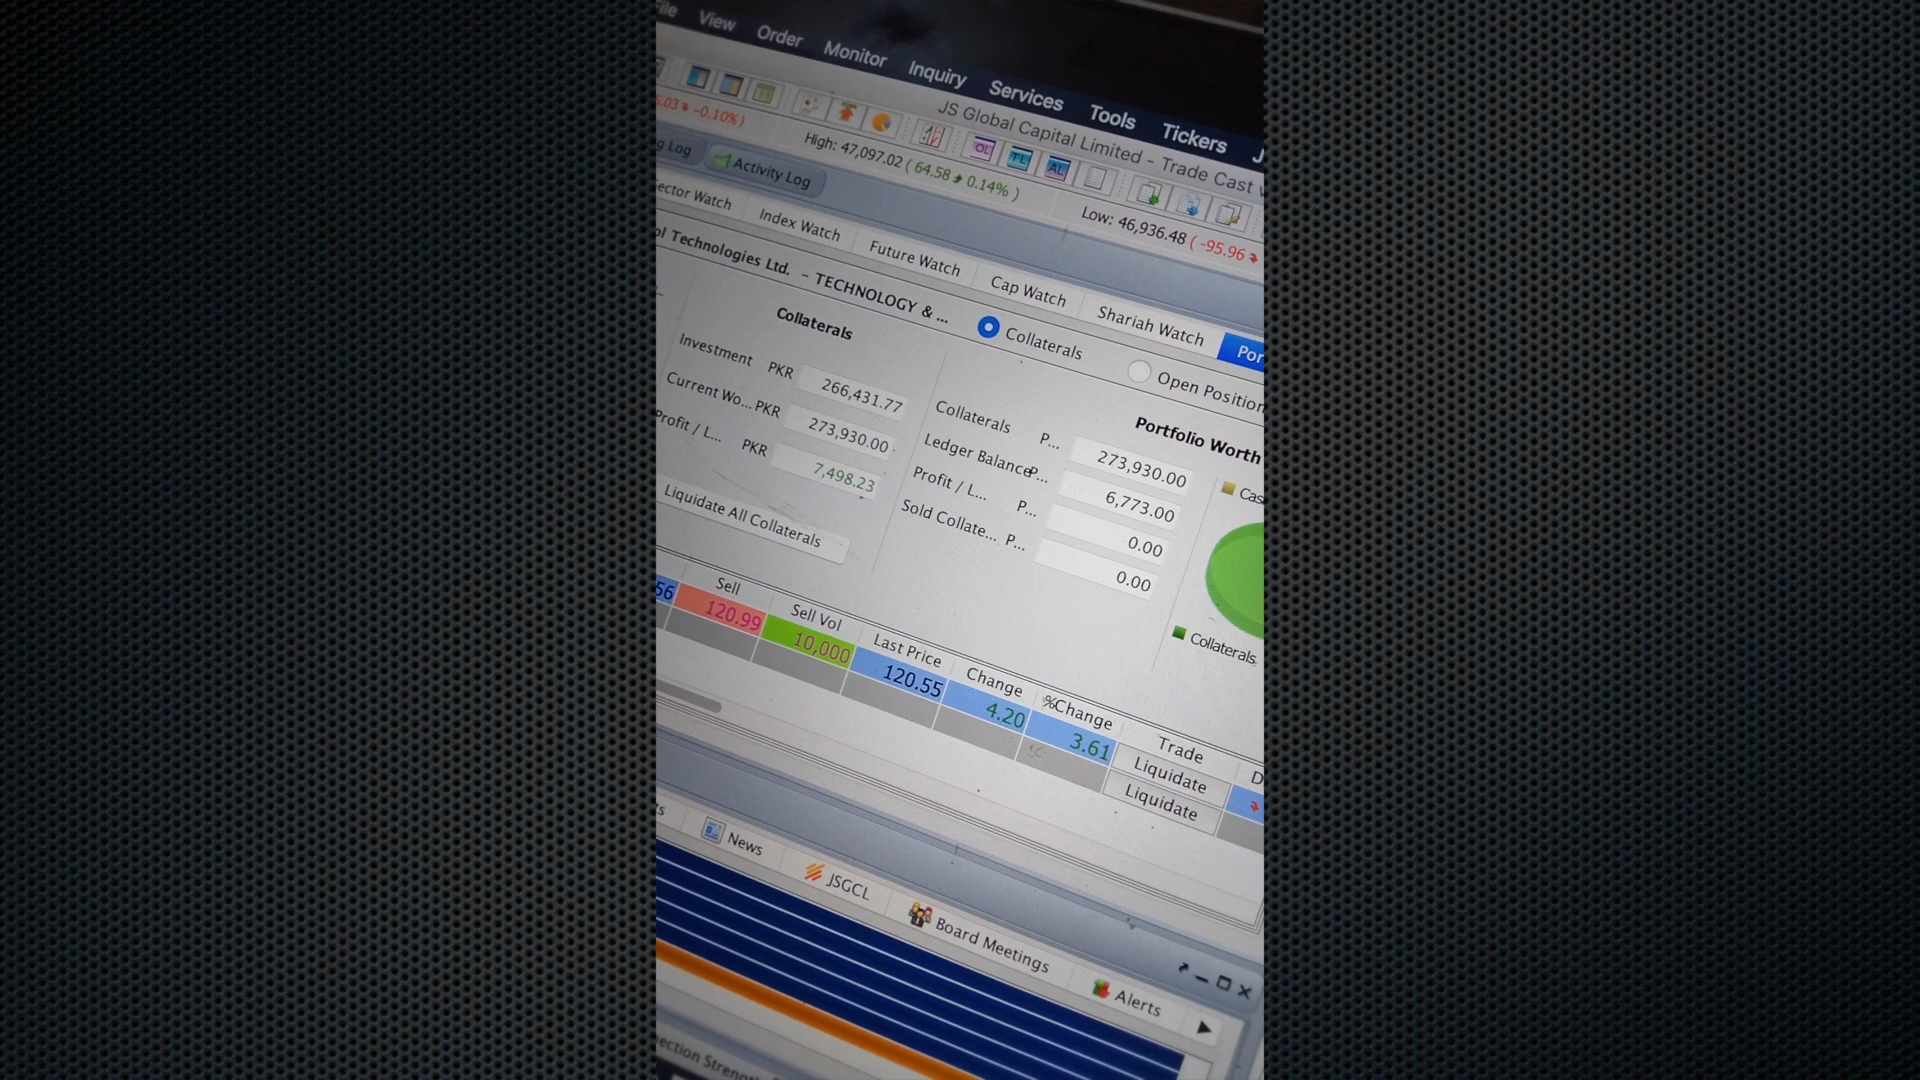 File View Order Monitor Inquiry Services Tools Tickers
JS Global Capital Limited - Trade Cast
-0.10%)
High: 47,097.02 ( 64.58 0.14% )
Low: 46,936.48 ( -95.96
Log
Activity Log
Watch
Index Watch
Future Watch
Cap Watch
Shariah Watch
Technologies Ltd. - TECHNOLOGY & ...
Collaterals
Open Position
Collaterals
Investment PKR 266,431.77
Current Wo... PKR 273,930.00
Profit / L... PKR 7,498.23
Liquidate All Collaterals
Portfolio Worth
Collaterals P... 273,930.00
Ledger Balance P... 6,773.00
Profit / L... P... 0.00
Sold Collate... P... 0.00
Collaterals
Sell Sell Vol Last Price Change %Change Trade
56 120.99 10,000 120.55 4.20 3.61 Liquidate
Liquidate
News
JSGCL
Board Meetings
Alerts